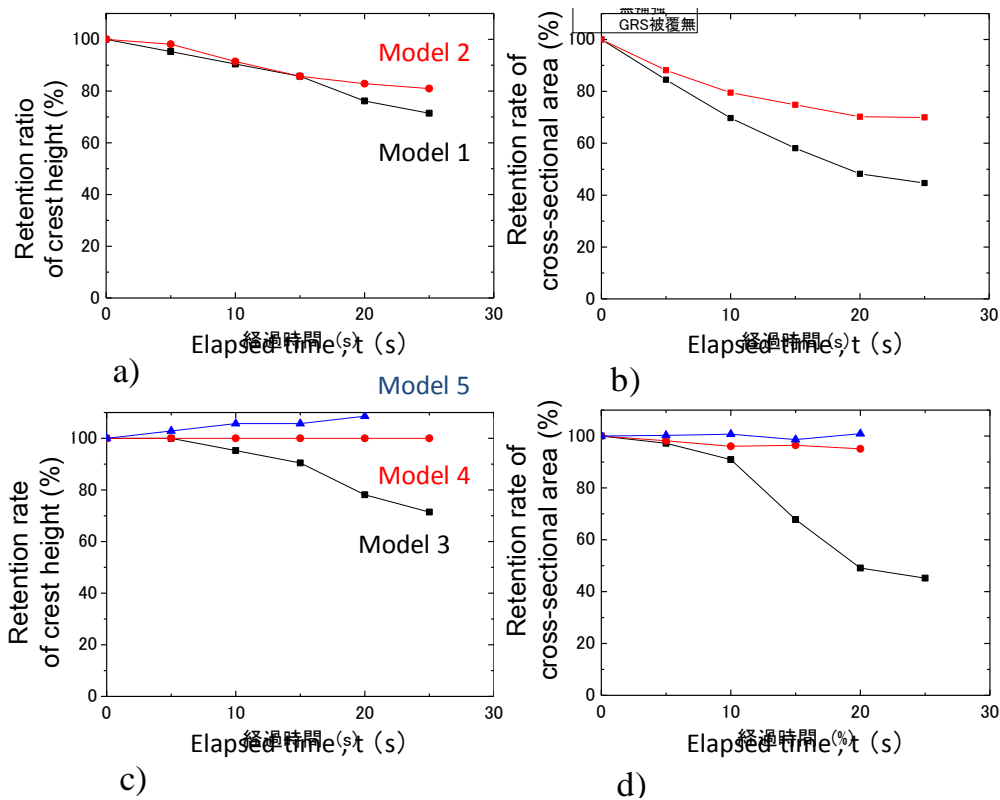 Retention ratio
of crest height (%)
100
80
60
40
20
0
0
10
20
30
Model 2
Model 1
経過時間 (s)
Elapsed time, t (s)
a)
Retention rate of
cross-sectional area (%)
GRS被覆無
100
80
60
40
20
0
0
10
20
30
経過時間 (s)
Elapsed time, t (s)
b)
Retention rate
of crest height (%)
100
80
60
40
20
0
0
10
20
30
Model 5
Model 4
Model 3
経過時間 (s)
Elapsed time, t (s)
c)
Retention rate of
cross-sectional area (%)
100
80
60
40
20
0
0
10
20
30
経過時間 (%)
Elapsed time, t (s)
d)